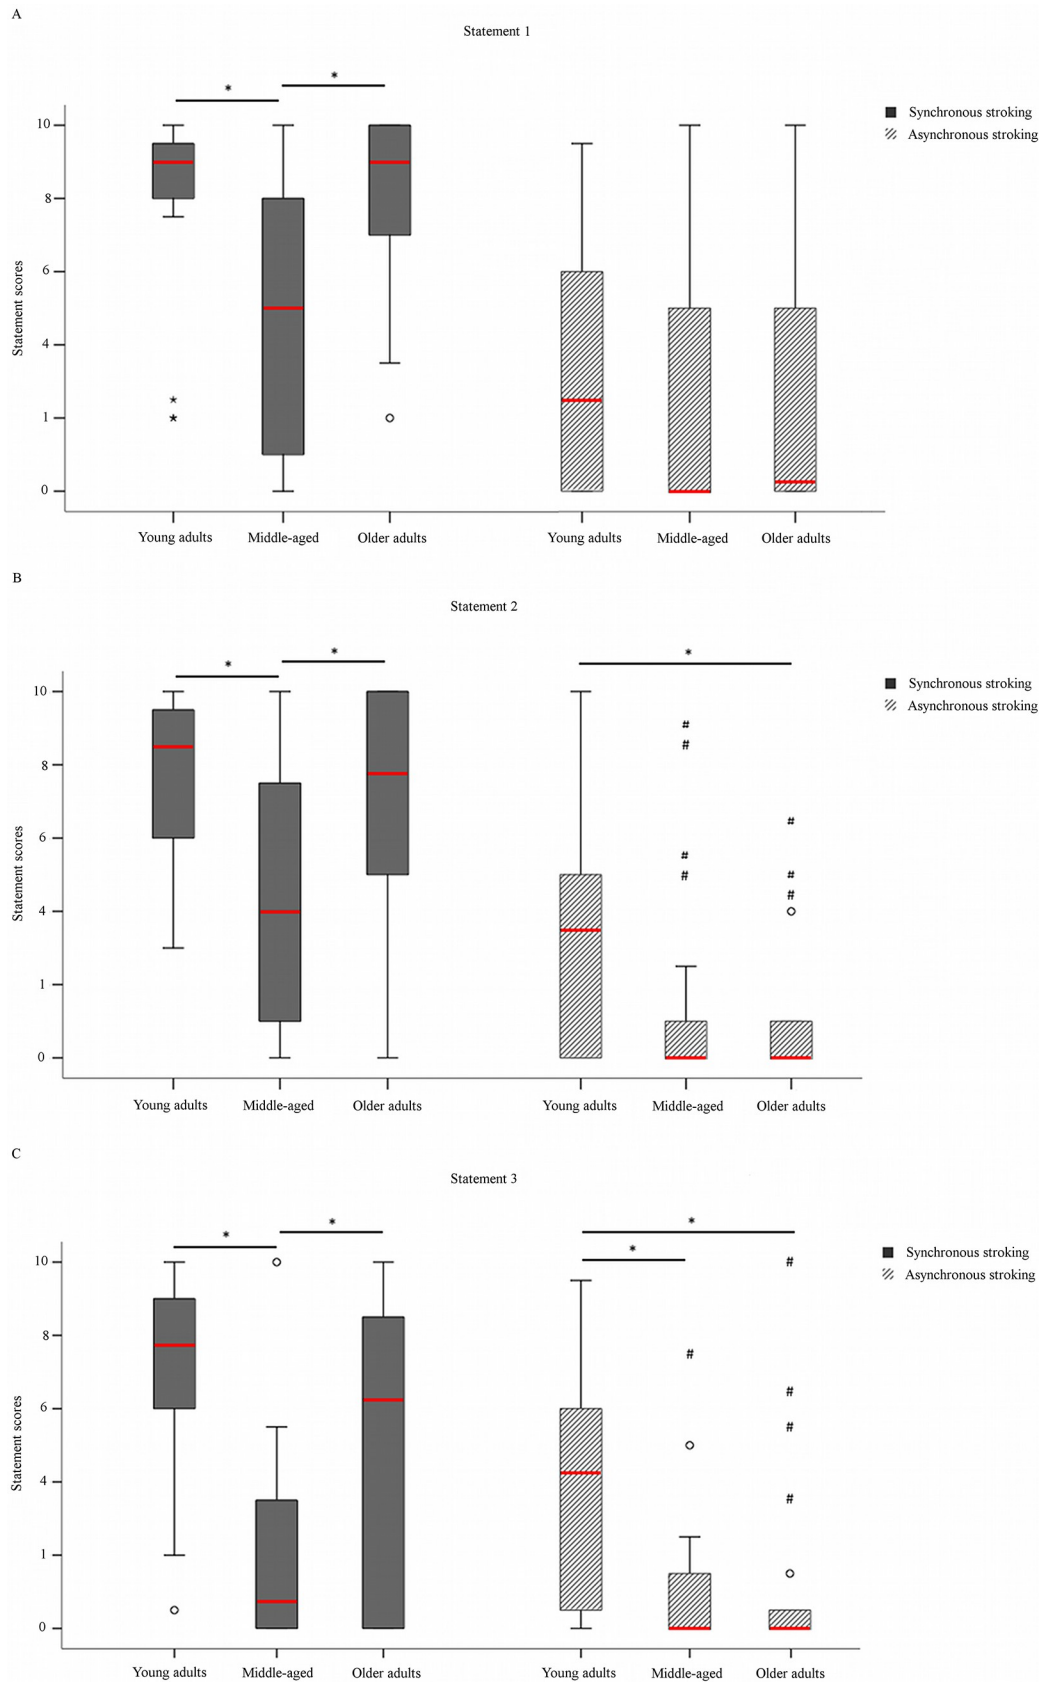 A
Statement 1
* *
Synchronous stroking
Asynchronous stroking
Statement scores
10
8
6
4
1
0
*
*
Young adults Middle-aged Older adults Young adults Middle-aged Older adults
B
Statement 2
* * *
Synchronous stroking
Asynchronous stroking
Statement scores
10
8
6
4
1
0
# #
# #
# # #
Young adults Middle-aged Older adults Young adults Middle-aged Older adults
C
Statement 3
* * * *
Synchronous stroking
Asynchronous stroking
Statement scores
10
8
6
4
1
0
#
# # # #
Young adults Middle-aged Older adults Young adults Middle-aged Older adults